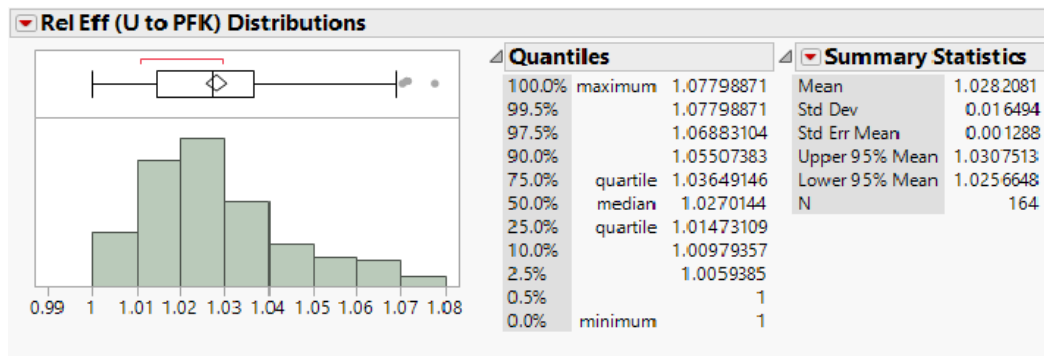 Rel Eff (U to PFK) Distributions
0.99 1 1.01 1.02 1.03 1.04 1.05 1.06 1.07 1.08
Quantiles
100.0% maximum 1.07798871
99.5% 1.07798871
97.5% 1.06883104
90.0% 1.05507383
75.0% quartile 1.03649146
50.0% median 1.0270144
25.0% quartile 1.01473109
10.0% 1.00979357
2.5% 1.0059385
0.5% 1
0.0% minimum 1
Summary Statistics
Mean 1.0282081
Std Dev 0.016494
Std Err Mean 0.001288
Upper 95% Mean 1.0307513
Lower 95% Mean 1.0256648
N 164